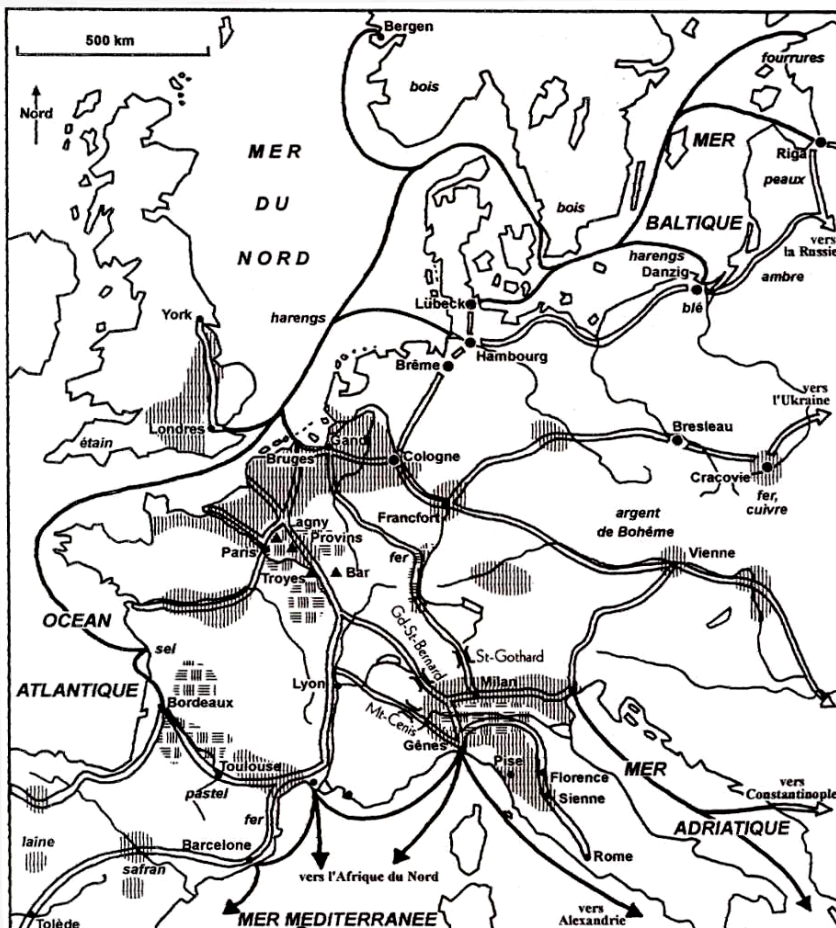 500 km
Bergen
fourrures
bois
Nord
MER
DU
NORD
MER
Riga
peaux
bois
BALTIQUE
vers
la Russie
harengs
Danzig
ambre
Lübeck
blé
York
harengs
Hambourg
Brême
vers
l'Ukraine
Londres
étain
Gand
Bruges
Cologne
Bresleau
Cracovie
fer,
cuivre
Francfort
argent
de Bohême
Lagny
Provins
Paris
fer
Vienne
Troyes
Bar
OCEAN
Gd-St-Bernard
St-Gothard
sel
ATLANTIQUE
Lyon
Milan
Bordeaux
Mt-Cenis
Gênes
MER
Toulouse
Pise
Florence
vers
Constantinople
pastel
Sienne
fer
ADRIATIQUE
laine
Barcelone
safran
Rome
vers l'Afrique du Nord
Tolède
MER MEDITERRANEE
vers
Alexandrie